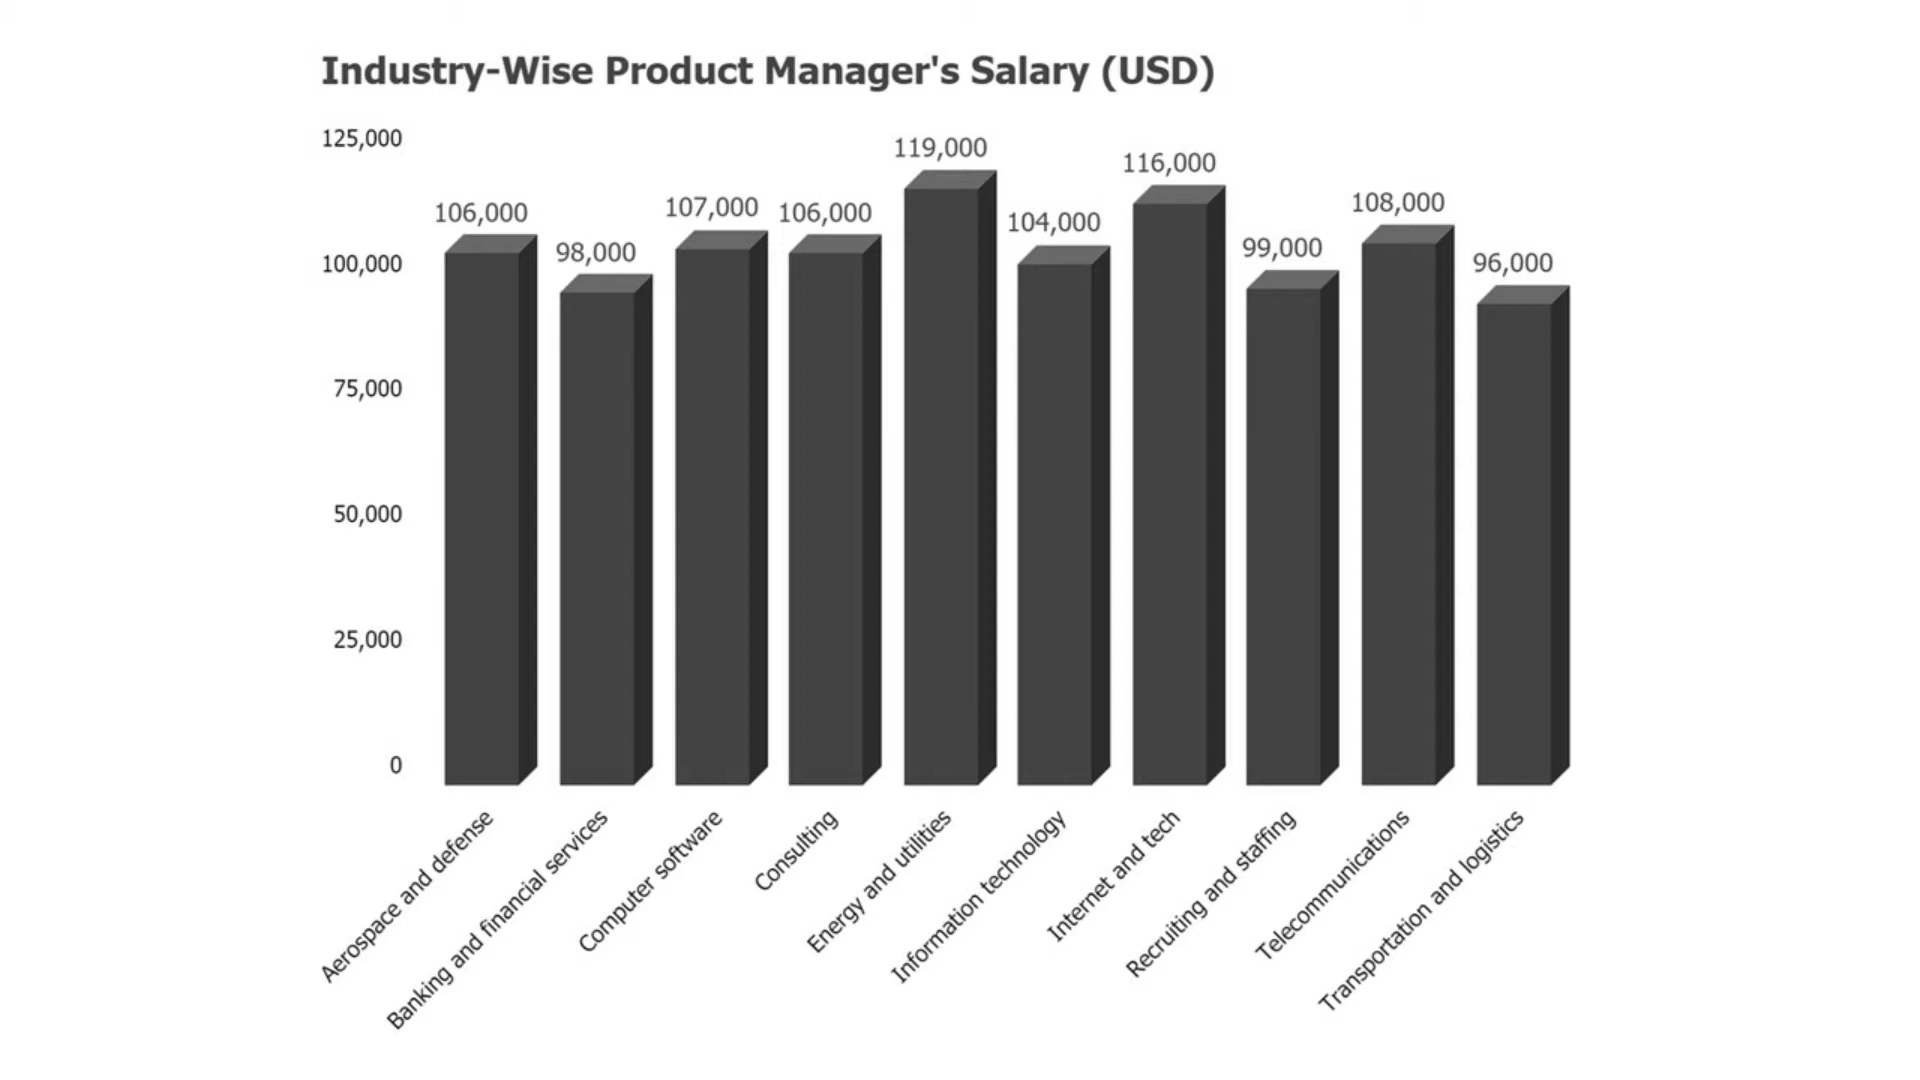 Industry-Wise Product Manager's Salary (USD)
125,000
100,000
75,000
50,000
25,000
0
106,000
98,000
107,000
106,000
119,000
104,000
116,000
99,000
108,000
96,000
Aerospace and defense
Banking and financial services
Computer software
Consulting
Energy and utilities
Information technology
Internet and tech
Recruiting and staffing
Telecommunications
Transportation and logistics